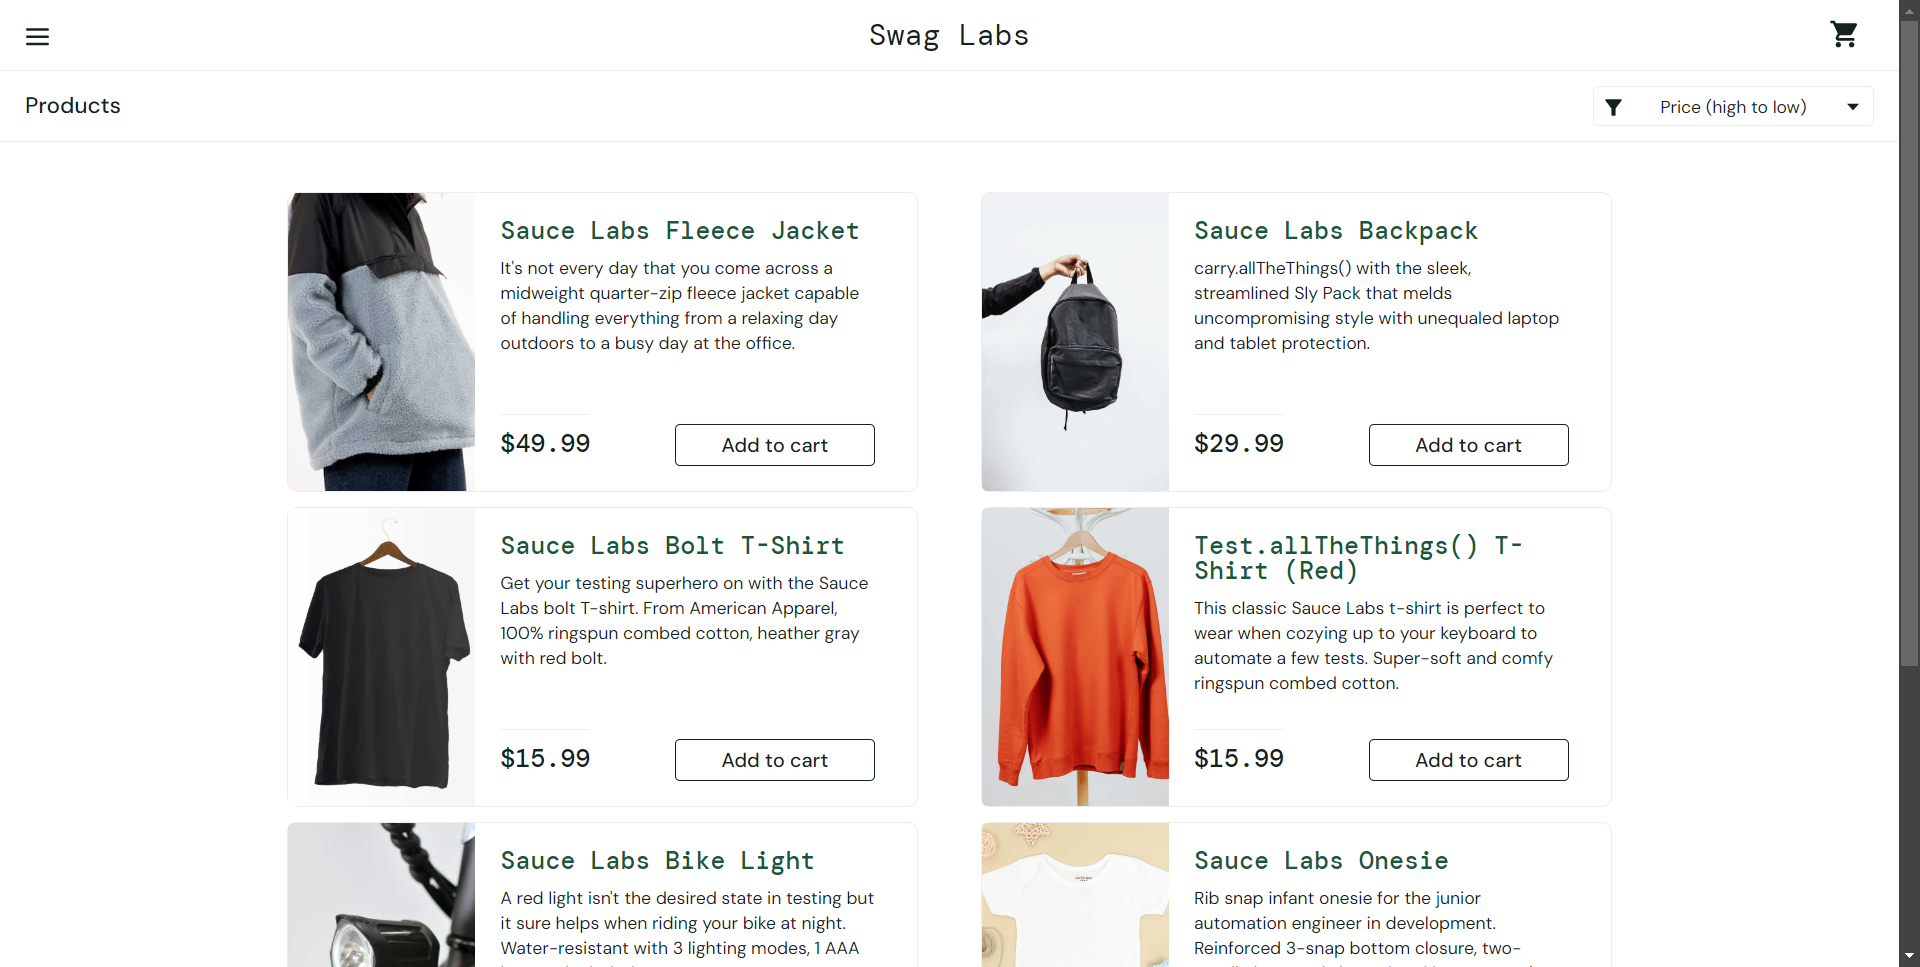 Swag Labs
Products
Price (high to low)
Sauce Labs Fleece Jacket
It's not every day that you come across a
midweight quarter-zip fleece jacket capable
of handling everything from a relaxing day
outdoors to a busy day at the office.
$49.99
Add to cart
Sauce Labs Backpack
carry.allTheThings() with the sleek,
streamlined Sly Pack that melds
uncompromising style with unequaled laptop
and tablet protection.
$29.99
Add to cart
Sauce Labs Bolt T-Shirt
Get your testing superhero on with the Sauce
Labs bolt T-shirt. From American Apparel,
100% ringspun combed cotton, heather gray
with red bolt.
$15.99
Add to cart
Test.allTheThings() T-
Shirt (Red)
This classic Sauce Labs t-shirt is perfect to
wear when cozying up to your keyboard to
automate a few tests. Super-soft and comfy
ringspun combed cotton.
$15.99
Add to cart
Sauce Labs Bike Light
A red light isn't the desired state in testing but
it sure helps when riding your bike at night.
Water-resistant with 3 lighting modes, 1 AAA
Sauce Labs Onesie
Rib snap infant onesie for the junior
automation engineer in development.
Reinforced 3-snap bottom closure, two-